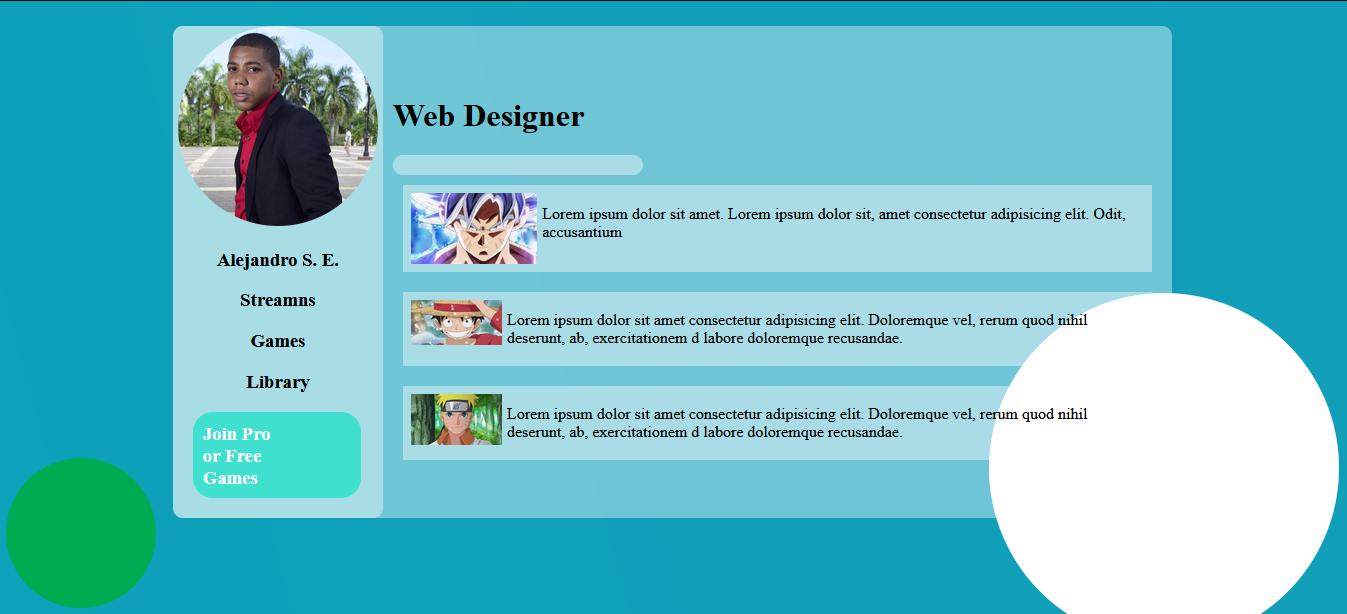 Web Designer
Lorem ipsum dolor sit amet. Lorem ipsum dolor sit, amet consectetur adipisicing elit. Odit,
accusantium
Alejandro S. E.
Streamns
Games
Library
Join Pro
or Free
Games
Lorem ipsum dolor sit amet consectetur adipisicing elit. Doloremque vel, rerum quod nihil
deserunt, ab, exercitationem d labore doloremque recusandae.
Lorem ipsum dolor sit amet consectetur adipisicing elit. Doloremque vel, rerum quod nihil
deserunt, ab, exercitationem d labore doloremque recusandae.